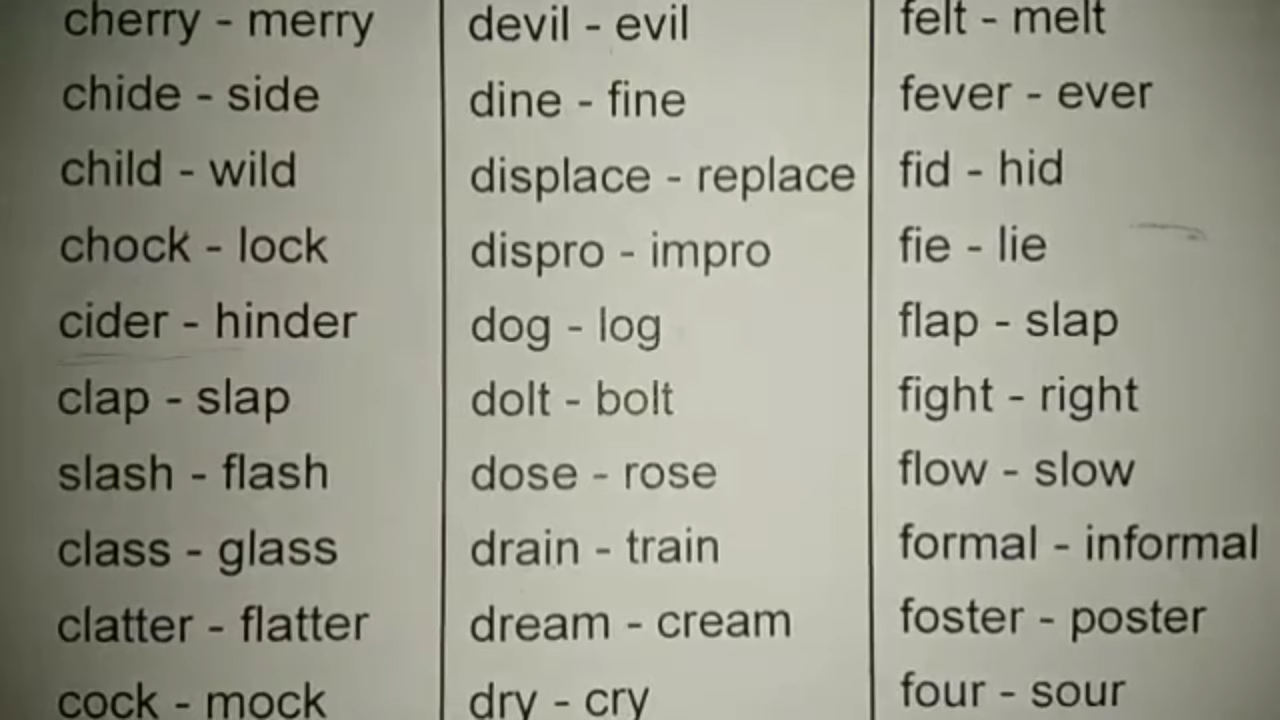 cherry - merry
chide - side
child - wild
chock - lock
cider - hinder
clap - slap
slash - flash
class - glass
clatter - flatter
cock - mock
devil - evil
dine - fine
displace - replace
dispro - impro
dog - log
dolt - bolt
dose - rose
drain - train
dream - cream
dry - cry
felt - melt
fever - ever
fid - hid
fie - lie
flap - slap
fight - right
flow - slow
formal - informal
foster - poster
four - sour